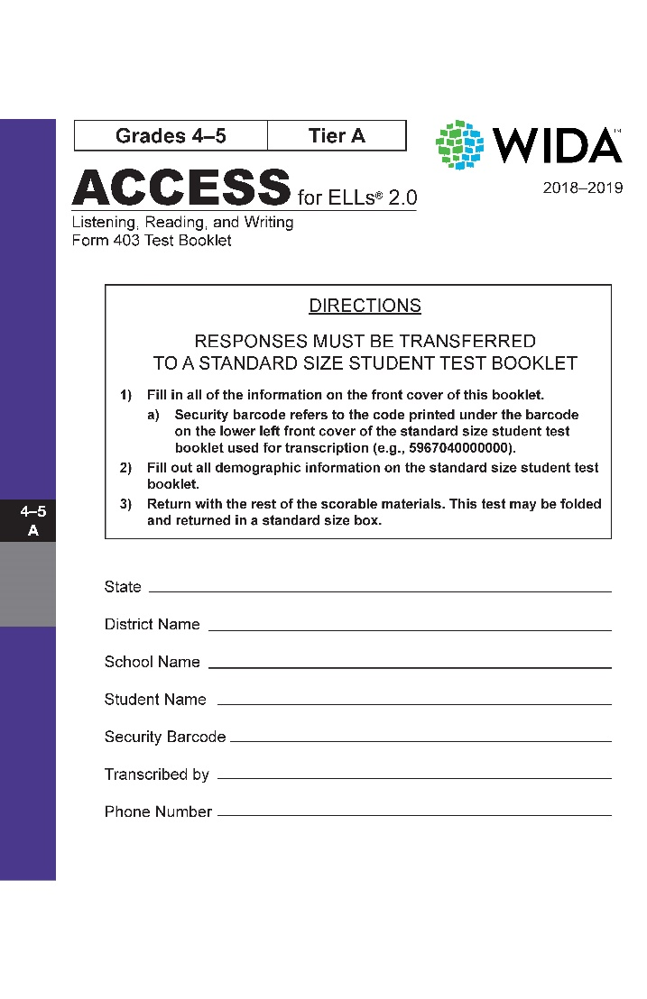 Grades 4–5 Tier A
WIDA™
2018–2019
ACCESS for ELLs® 2.0
Listening, Reading, and Writing
Form 403 Test Booklet
DIRECTIONS
RESPONSES MUST BE TRANSFERRED
TO A STANDARD SIZE STUDENT TEST BOOKLET
1) Fill in all of the information on the front cover of this booklet.
a) Security barcode refers to the code printed under the barcode
on the lower left front cover of the standard size student test
booklet used for transcription (e.g., 5967040000000).
2) Fill out all demographic information on the standard size student test
booklet.
3) Return with the rest of the scorable materials. This test may be folded
and returned in a standard size box.
4–5
A
State
District Name
School Name
Student Name
Security Barcode
Transcribed by
Phone Number